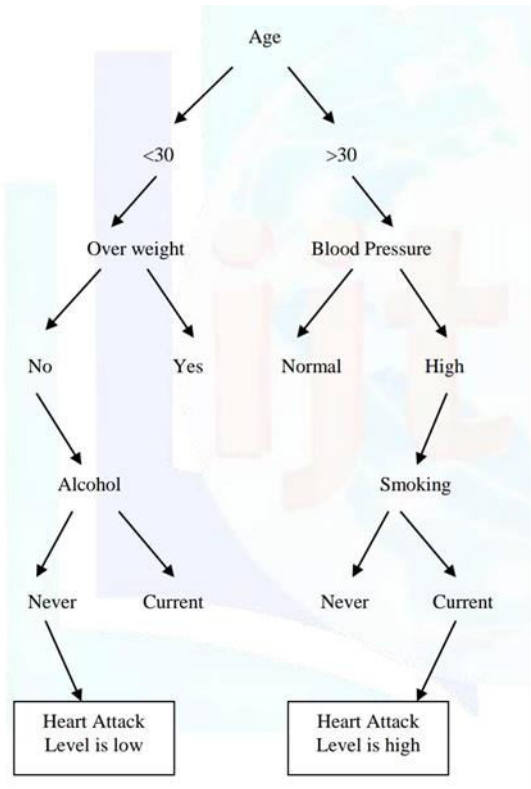 Age
<30 >30
Over weight Blood Pressure
No Yes Normal High
Alcohol Smoking
Never Current Never Current
Heart Attack
Level is low
Heart Attack
Level is high
ijt